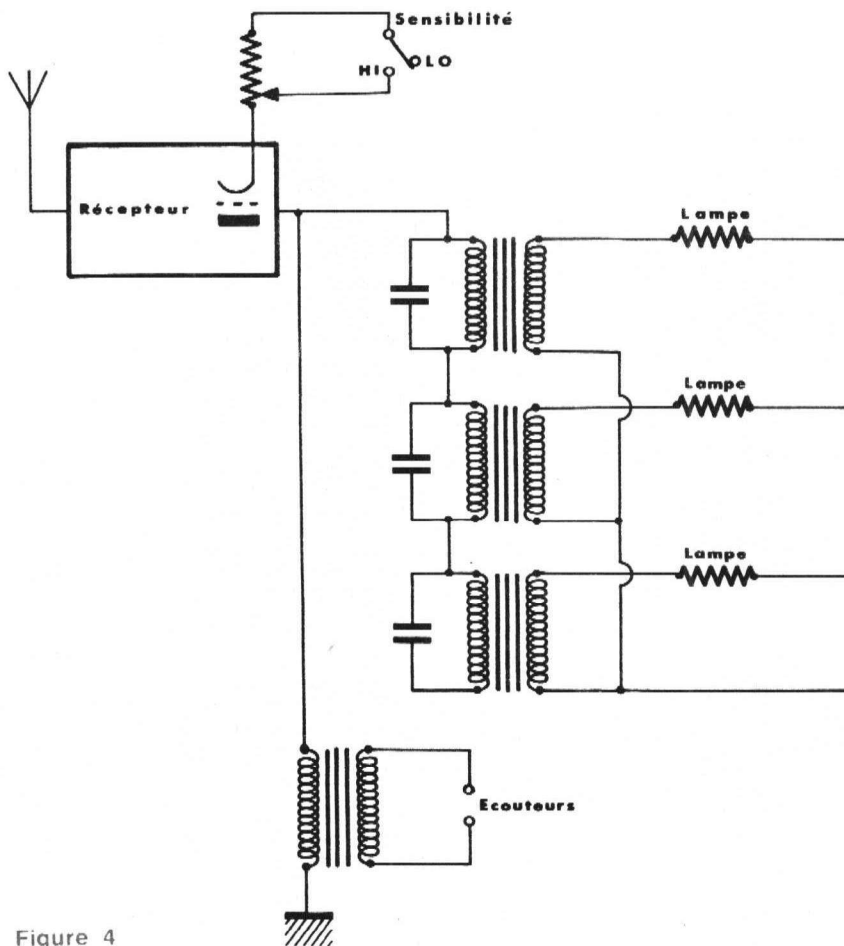 Sensibilité
HI
LO
Récepteur
Lampe
Lampe
Lampe
Ecouteurs
Figure 4